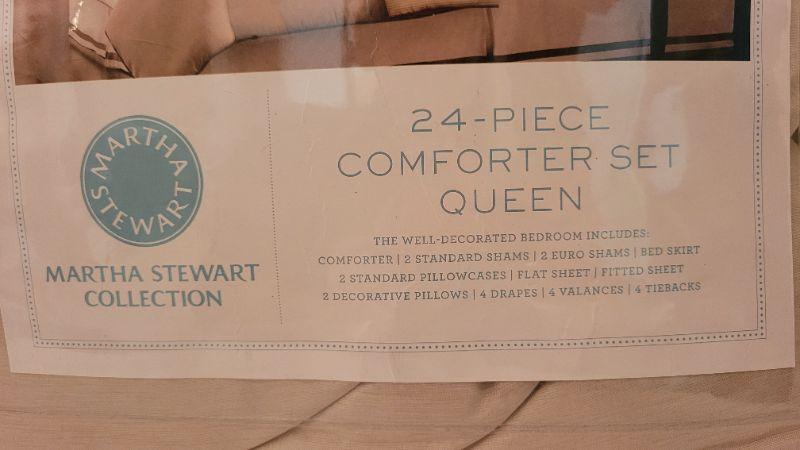 MARTHA STEWART
MARTHA STEWART
COLLECTION
24-PIECE
COMFORTER SET
QUEEN
THE WELL-DECORATED BEDROOM INCLUDES:
COMFORTER | 2 STANDARD SHAMS | 2 EURO SHAMS | BED SKIRT
2 STANDARD PILLOWCASES | FLAT SHEET | FITTED SHEET
2 DECORATIVE PILLOWS | 4 DRAPES | 4 VALANCES | 4 TIEBACKS